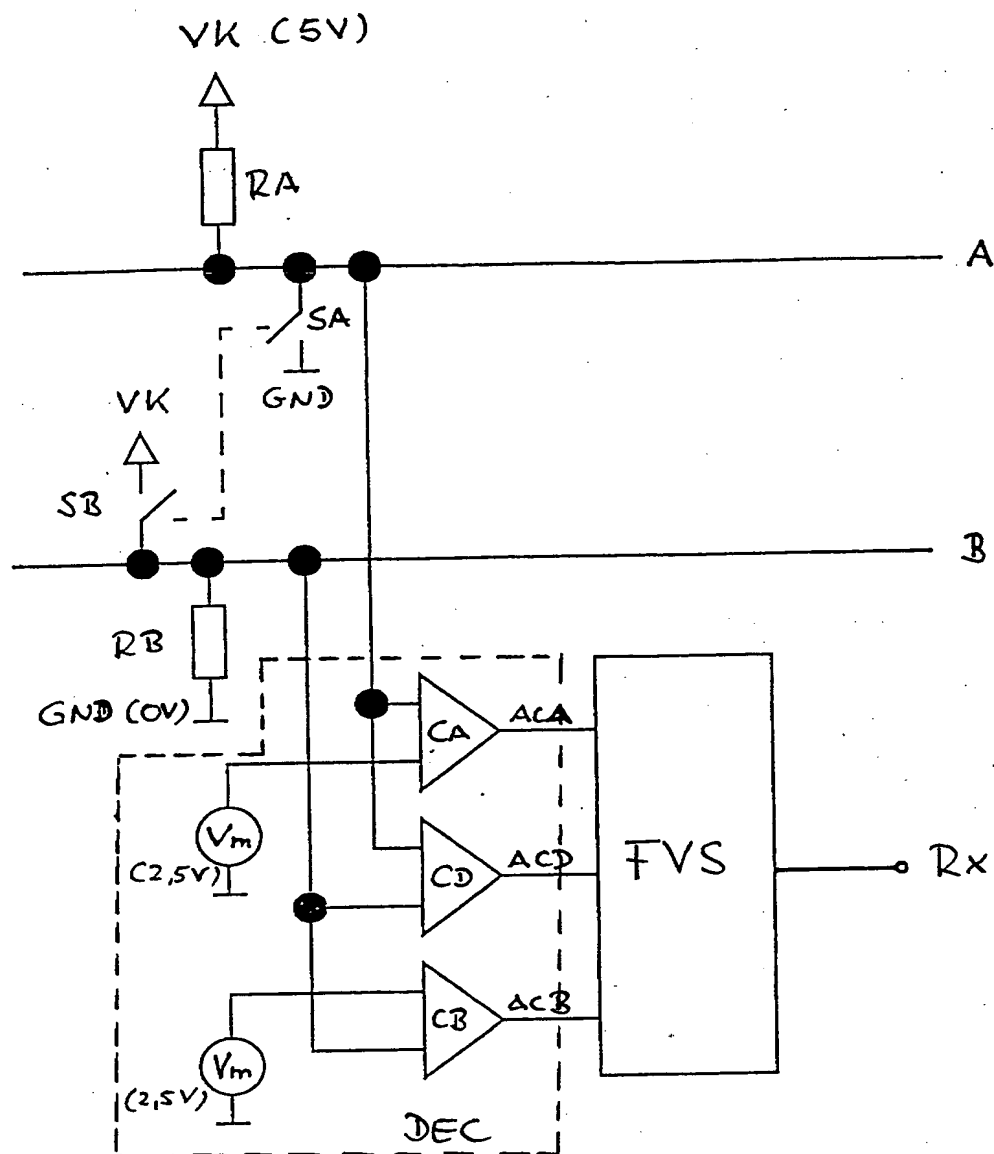 VK (5V)
RA
A
SA
GND
VK
SB
B
RB
GND (0V)
CA
ACA
Vm
(2,5V)
CD
ACD
FVS
Rx
CB
ACB
Vm
(2,5V)
DEC